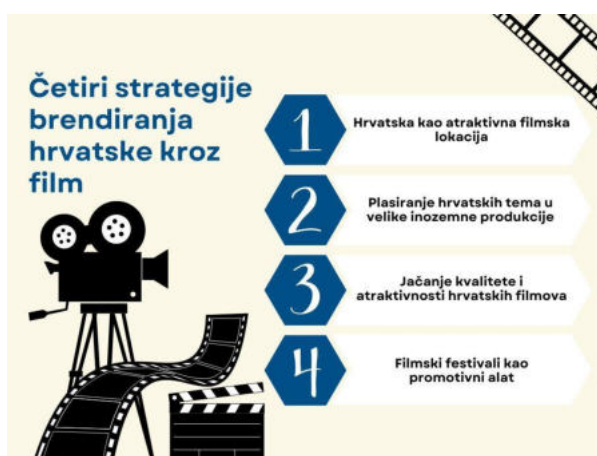 Četiri strategije
brendiranja
hrvatske kroz
film
1
Hrvatska kao atraktivna filmska
lokacija
2
Plasiranje hrvatskih tema u
velike inozemne produkcije
3
Jačanje kvalitete i
atraktivnosti hrvatskih filmova
4
Filmski festivali kao
promotivni alat